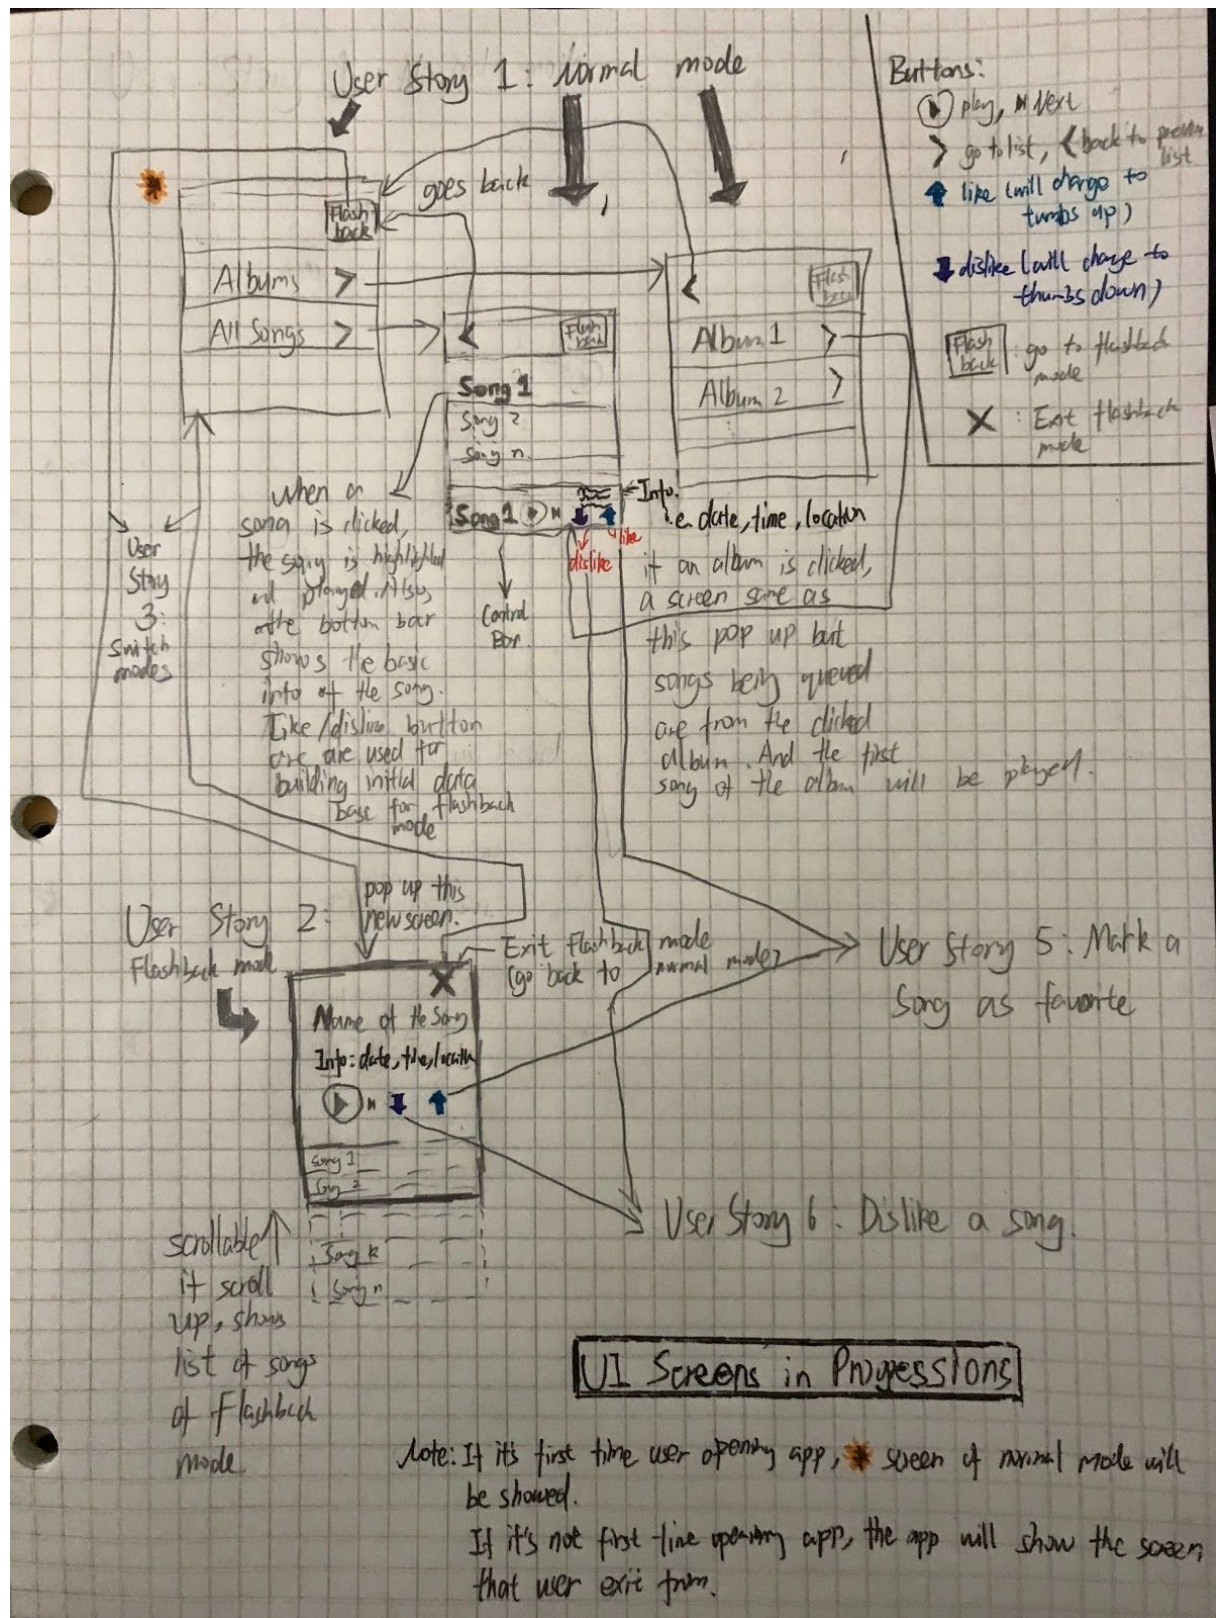 User Story 1: Normal mode
Buttons:
play, Next
go to list, back to previous list
like (will change to
tumbs up)
dislike (will change to
thumbs down)
Flash
back
: go to flashback
mode
X : Exit flashback
mode
goes back
Flash
back
Albums >
All Songs >
<
Flash
back
Song 1
Song 2
Song n
Song 1
Info.
i.e. date, time, location
dislike
like
Control
Bar.
<
Flash
back
Album 1 >
Album 2 >
User
Story
3:
Switch
modes
when a
song is clicked,
the song is highlighted
and played. Also,
the bottom bar
shows the basic
info of the song.
Like/dislike button
are are used for
building initial data
base for flashback
mode
if an album is clicked,
a screen same as
this pop up but
songs being queued
are from the clicked
album. And the first
song of the album will be played.
User Story 2:
Flashback mode
pop up this
new screen.
Exit Flashback mode
(go back to normal mode)
X
Name of the Song
Info: date, time, location
Song 1
Song 2
Song k
Song n
scrollable
if scroll
up, shows
list of songs
of Flashback
mode
User Story 5: Mark a
song as favorite
User Story 6: Dislike a song.
UI Screens in Progessions
Note: If it's first time user opening app, screen of normal mode will
be showed.
If it's not first-time opening app, the app will show the screen
that user exit from.